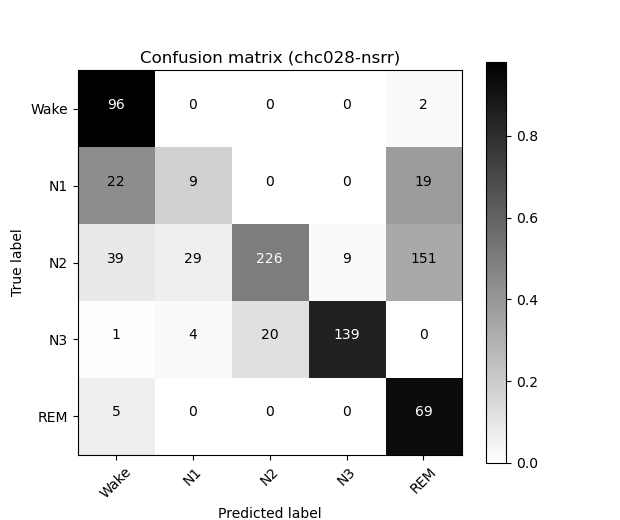 Confusion matrix (chc028-nsrr)
True label
Wake 96 0 0 0 2
N1 22 9 0 0 19
N2 39 29 226 9 151
N3 1 4 20 139 0
REM 5 0 0 0 69
Wake N1 N2 N3 REM
Predicted label
0.8
0.6
0.4
0.2
0.0